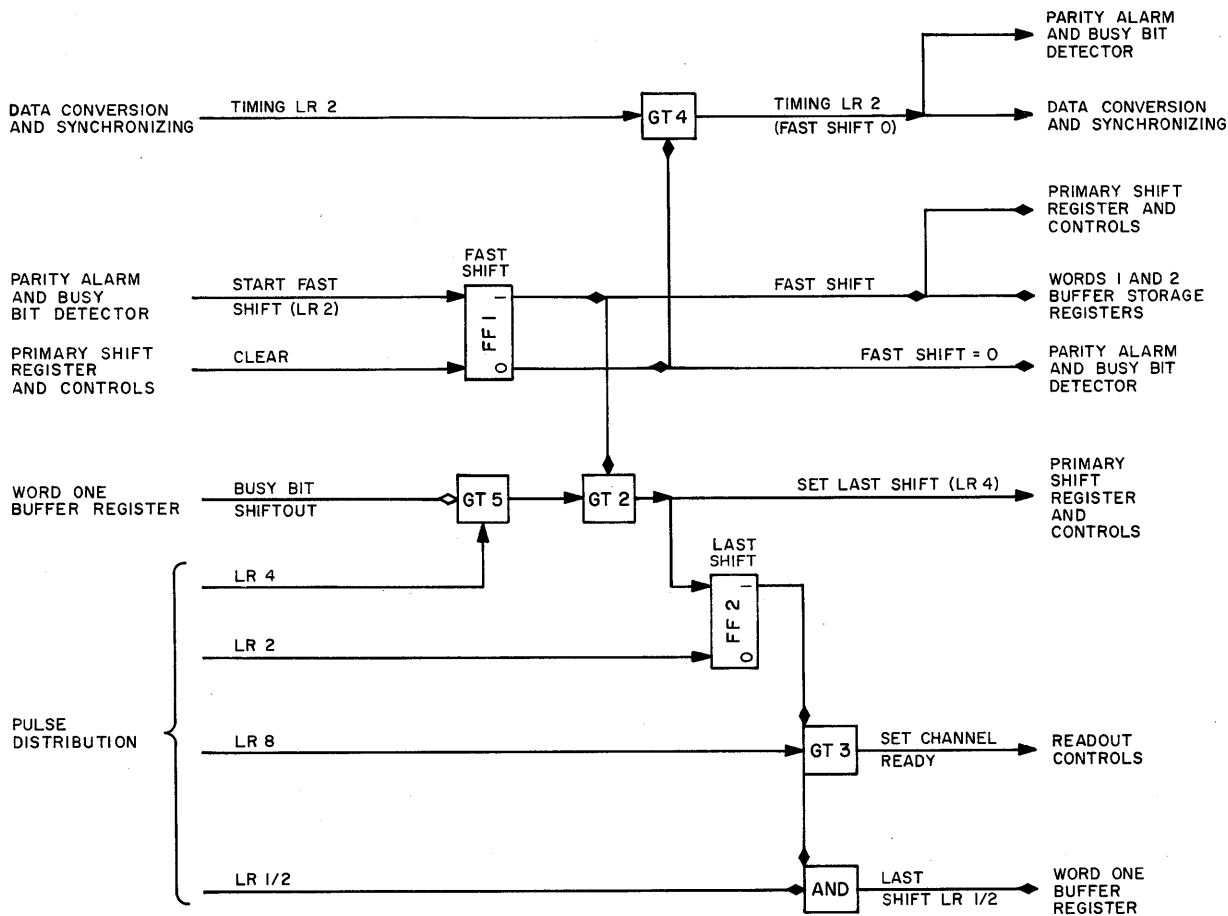 PARITY ALARM
AND BUSY BIT
DETECTOR
DATA CONVERSION
AND SYNCHRONIZING
TIMING LR 2
GT 4
TIMING LR 2
(FAST SHIFT 0)
DATA CONVERSION
AND SYNCHRONIZING
PRIMARY SHIFT
REGISTER AND
CONTROLS
FAST
SHIFT
PARITY ALARM
AND BUSY
BIT DETECTOR
START FAST
SHIFT (LR 2)
FF 1
1
0
FAST SHIFT
WORDS 1 AND 2
BUFFER STORAGE
REGISTERS
PRIMARY SHIFT
REGISTER
AND CONTROLS
CLEAR
FAST SHIFT = 0
PARITY ALARM
AND BUSY BIT
DETECTOR
WORD ONE
BUFFER REGISTER
BUSY BIT
SHIFTOUT
GT 5
GT 2
SET LAST SHIFT (LR 4)
PRIMARY
SHIFT
REGISTER
AND
CONTROLS
LAST
SHIFT
LR 4
FF 2
1
0
LR 2
PULSE
DISTRIBUTION
LR 8
GT 3
SET CHANNEL
READY
READOUT
CONTROLS
LR 1/2
AND
LAST
SHIFT LR 1/2
WORD ONE
BUFFER
REGISTER